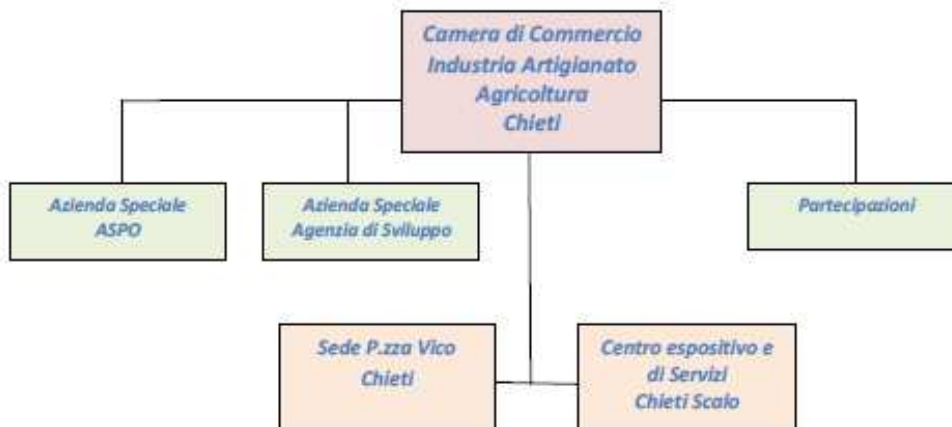 Camera di Commercio
Industria Artigianato
Agricoltura
Chieti
Azienda Speciale
ASPO
Azienda Speciale
Agenzia di Sviluppo
Partecipazioni
Sede P.zza Vico
Chieti
Centro espositivo e
di Servizi
Chieti Scalo